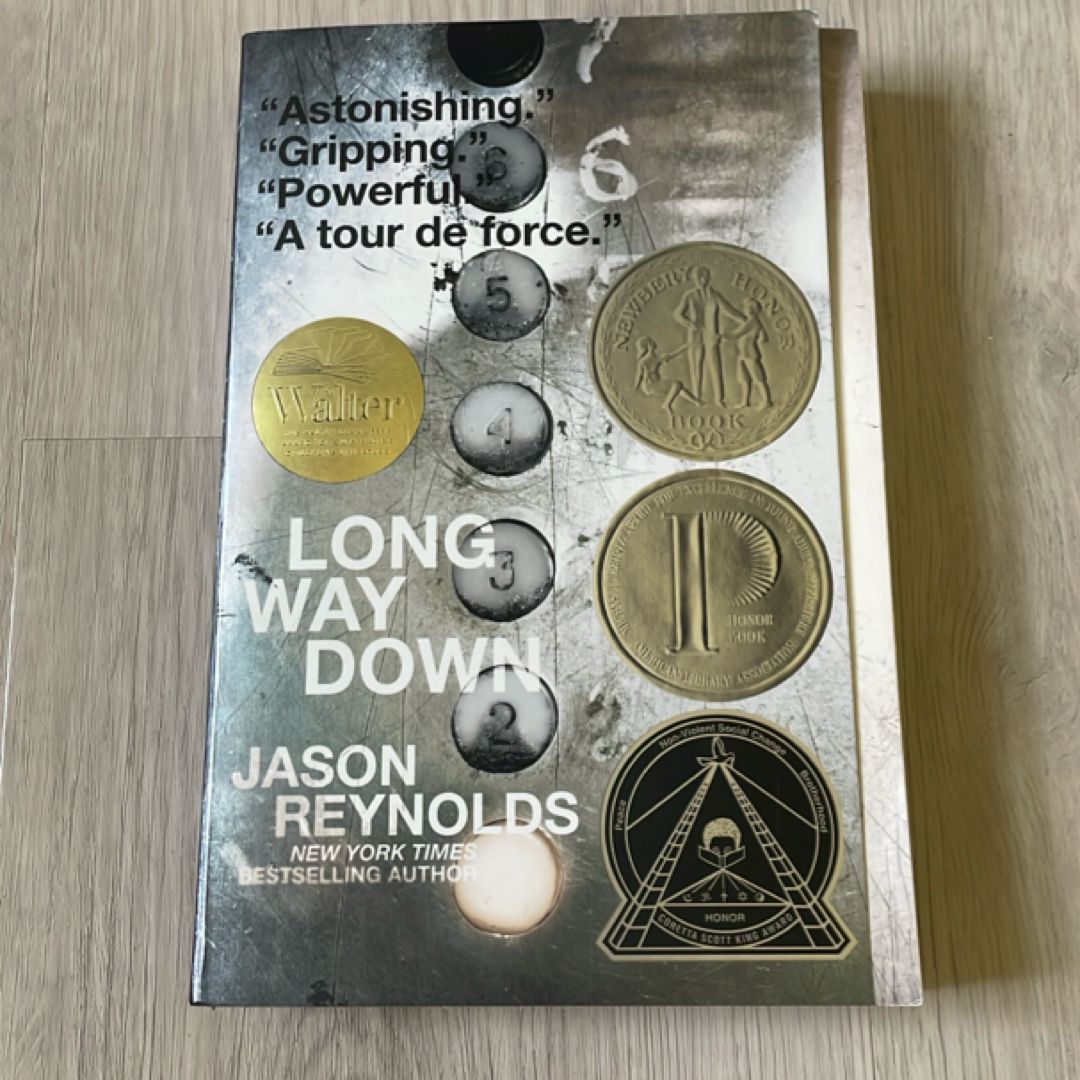 “Astonishing.”
“Gripping.”
“Powerful.”
“A tour de force.”
6
6
5
4
3
2
NEWBERY HONOR
BOOK
Walter
LONG
WAY
DOWN
P
HONOR
BOOK
JASON
REYNOLDS
NEW YORK TIMES
BESTSELLING AUTHOR
Peace
Non-Violent Social Change
Brotherhood
HONOR
CORETTA SCOTT KING AWARD